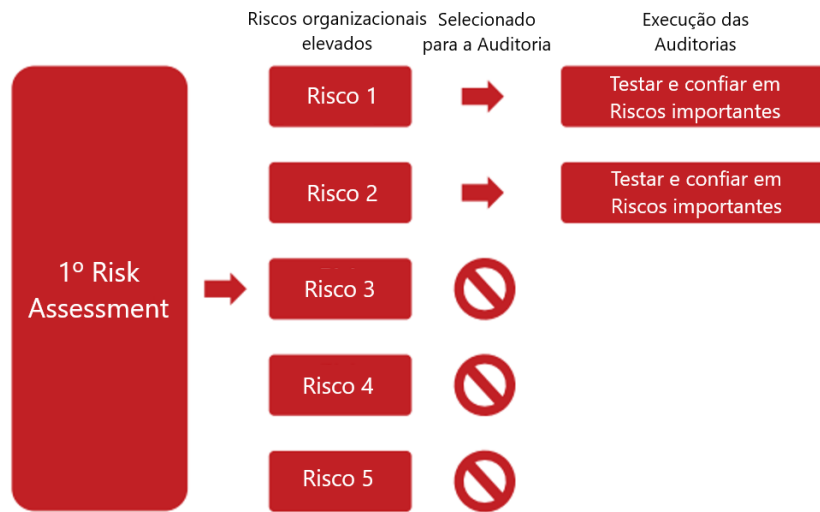 Riscos organizacionais
elevados
Selecionado
para a Auditoria
Execução das
Auditorias
1º Risk
Assessment
Risco 1
Testar e confiar em
Riscos importantes
Risco 2
Testar e confiar em
Riscos importantes
Risco 3
Risco 4
Risco 5